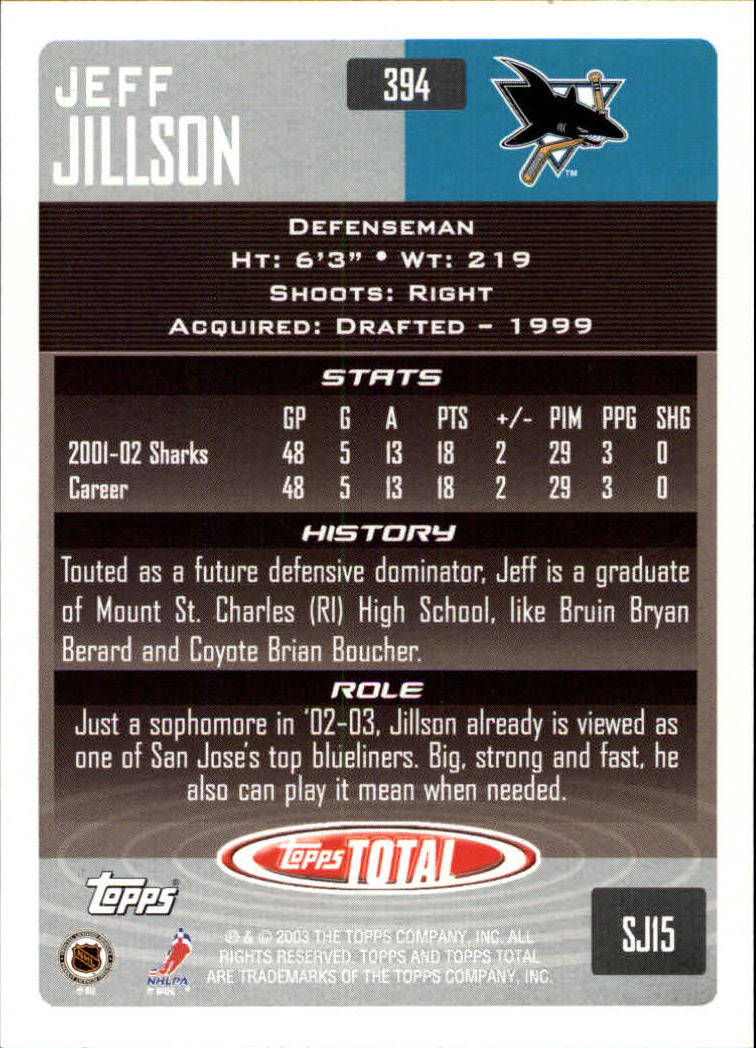 JEFF
JILLSON
394
TM
DEFENSEMAN
HT: 6'3" • WT: 219
SHOOTS: RIGHT
ACQUIRED: DRAFTED – 1999
STATS
GP G A PTS +/- PIM PPG SHG
2001-02 Sharks 48 5 13 18 2 29 3 0
Career 48 5 13 18 2 29 3 0
HISTORY
Touted as a future defensive dominator, Jeff is a graduate
of Mount St. Charles (RI) High School, like Bruin Bryan
Berard and Coyote Brian Boucher.
ROLE
Just a sophomore in '02-03, Jillson already is viewed as
one of San Jose's top blueliners. Big, strong and fast, he
also can play it mean when needed.
Topps TOTAL
Topps®
SJ15
NHL
NHLPA
℗ & © 2003 THE TOPPS COMPANY, INC. ALL
RIGHTS RESERVED. TOPPS AND TOPPS TOTAL
ARE TRADEMARKS OF THE TOPPS COMPANY, INC.